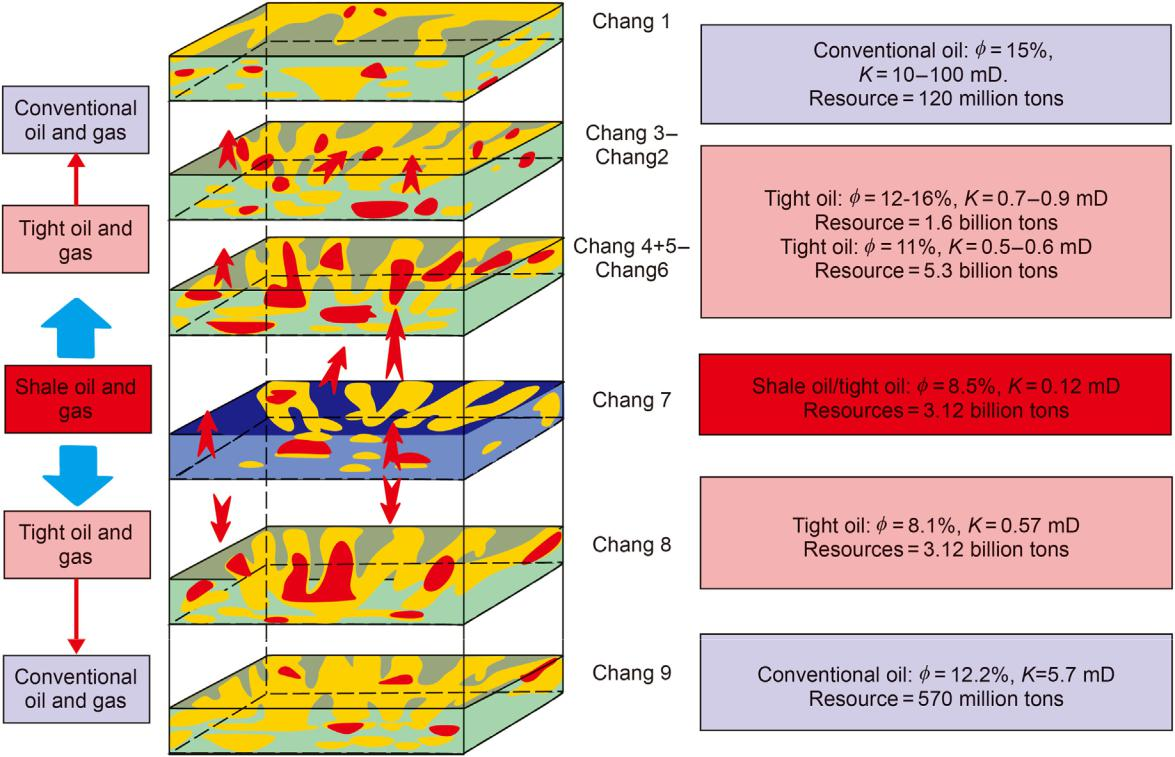 Conventional
oil and gas
Tight oil and
gas
Shale oil and
gas
Tight oil and
gas
Conventional
oil and gas
Chang 1
Chang 3–
Chang2
Chang 4+5–
Chang6
Chang 7
Chang 8
Chang 9
Conventional oil: ϕ = 15%,
K = 10–100 mD.
Resource = 120 million tons
Tight oil: ϕ = 12-16%, K = 0.7–0.9 mD
Resource = 1.6 billion tons
Tight oil: ϕ = 11%, K = 0.5–0.6 mD
Resource = 5.3 billion tons
Shale oil/tight oil: ϕ = 8.5%, K = 0.12 mD
Resources = 3.12 billion tons
Tight oil: ϕ = 8.1%, K = 0.57 mD
Resources = 3.12 billion tons
Conventional oil: ϕ = 12.2%, K=5.7 mD
Resource = 570 million tons